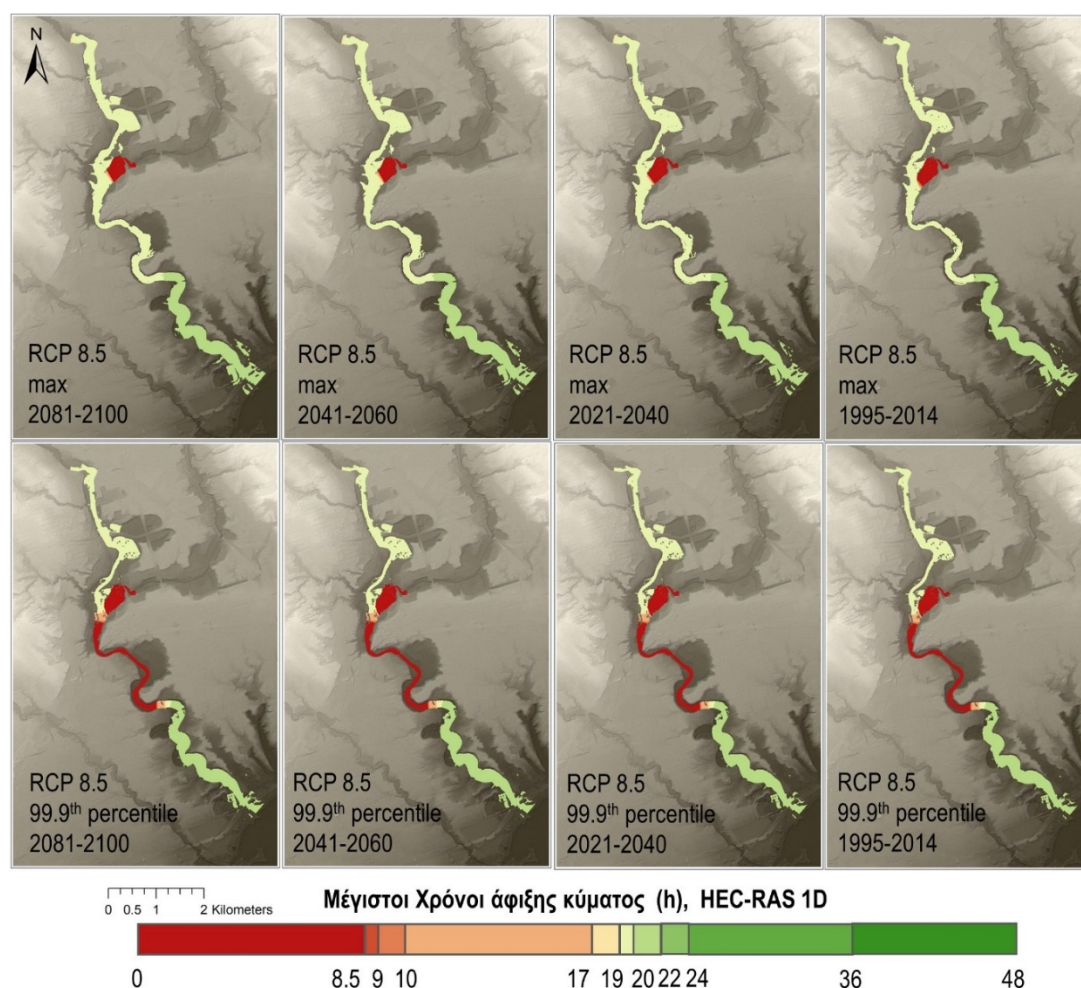 N
RCP 8.5
max
2081-2100
RCP 8.5
max
2041-2060
RCP 8.5
max
2021-2040
RCP 8.5
max
1995-2014
RCP 8.5
99.9th percentile
2081-2100
RCP 8.5
99.9th percentile
2041-2060
RCP 8.5
99.9th percentile
2021-2040
RCP 8.5
99.9th percentile
1995-2014
0 0.5 1 2 Kilometers
Μέγιστοι Χρόνοι άφιξης κύματος (h), HEC-RAS 1D
0 8.5 9 10 17 19 20 22 24 36 48